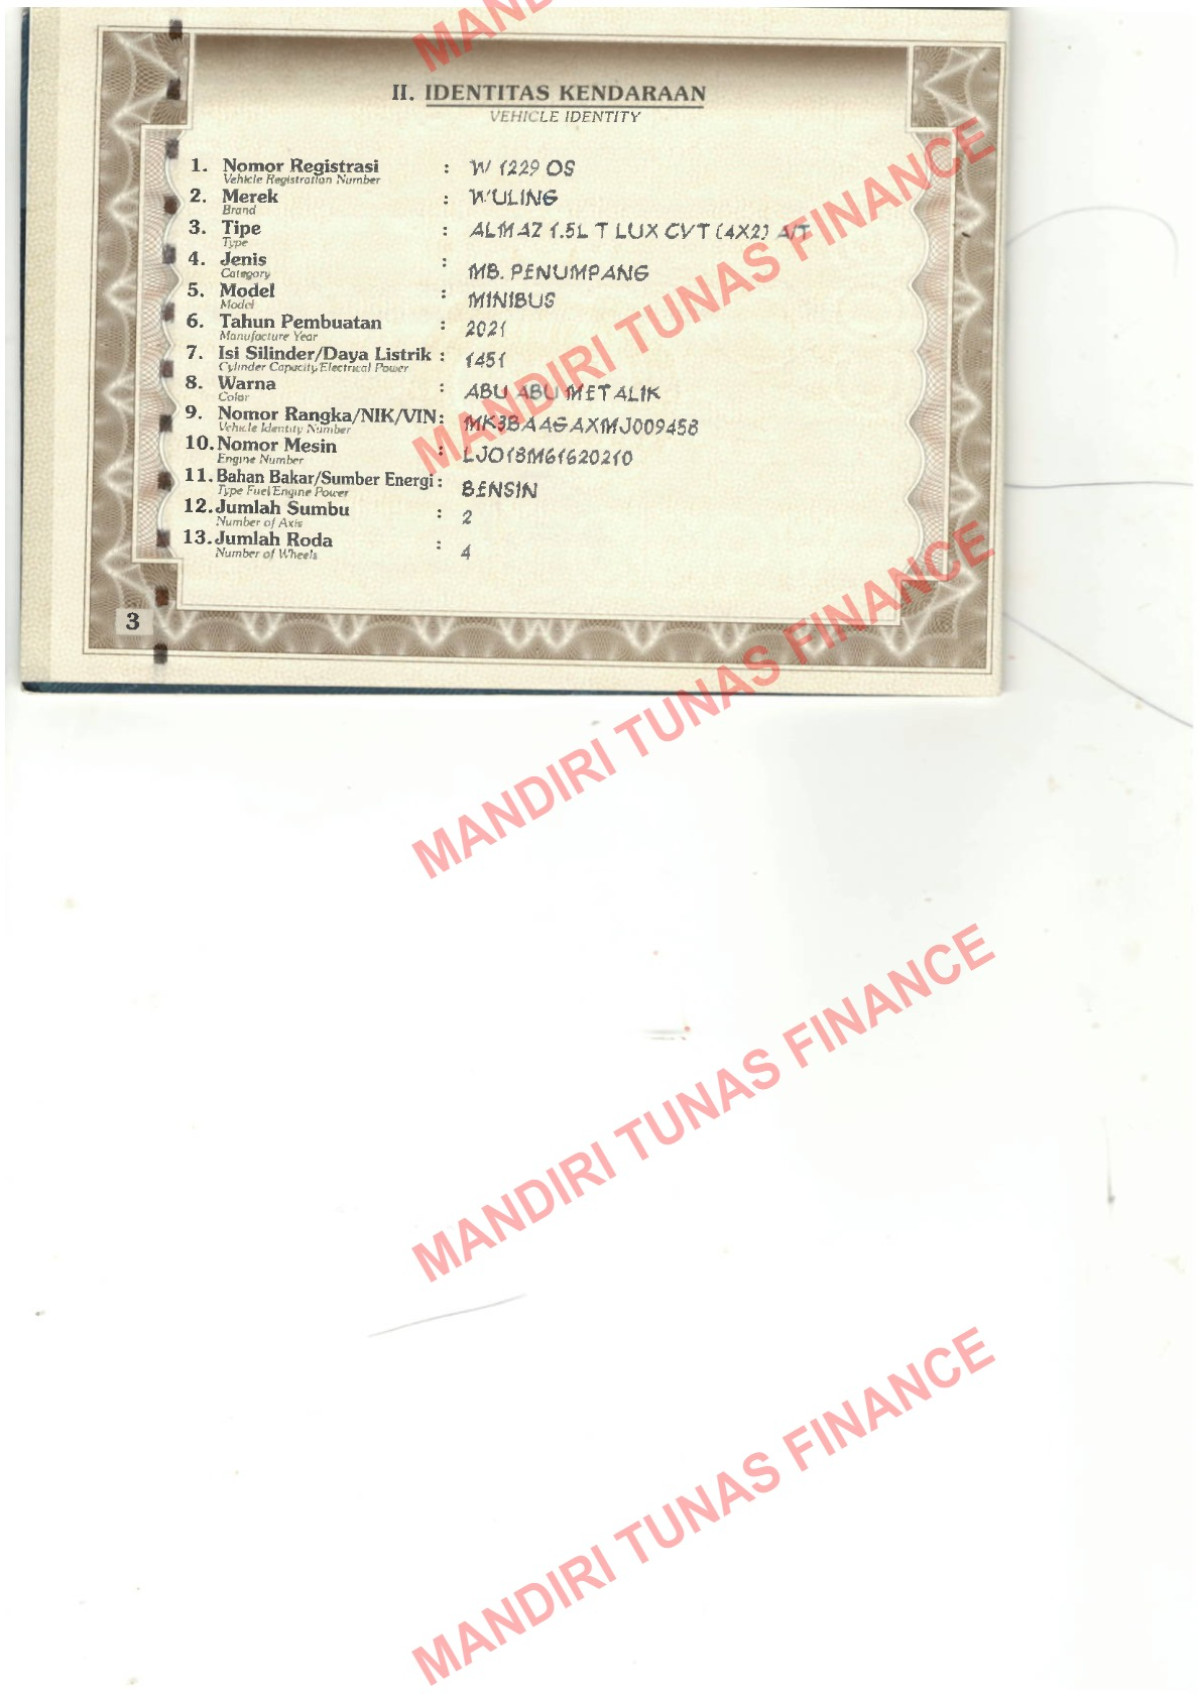 II. IDENTITAS KENDARAAN
VEHICLE IDENTITY
1. Nomor Registrasi : W 1229 OS
Vehicle Registration Number
2. Merek : WULING
Brand
3. Tipe : ALMAZ 1.5L T LUX CVT (4X2) A/T
Type
4. Jenis : MB. PENUMPANG
Category
5. Model : MINIBUS
Model
6. Tahun Pembuatan : 2021
Manufacture Year
7. Isi Silinder/Daya Listrik : 1451
Cylinder Capacity/Electrical Power
8. Warna : ABU ABU METALIK
Color
9. Nomor Rangka/NIK/VIN : MK3BAAGAXMJ009458
Vehicle Identity Number
10. Nomor Mesin : LJO18M61620210
Engine Number
11. Bahan Bakar/Sumber Energi : BENSIN
Type Fuel/Engine Power
12. Jumlah Sumbu : 2
Number of Axis
13. Jumlah Roda : 4
Number of Wheels
3
MANDIRI TUNAS FINANCE
MANDIRI TUNAS FINANCE
MANDIRI TUNAS FINANCE
MANDIRI TUNAS FINANCE